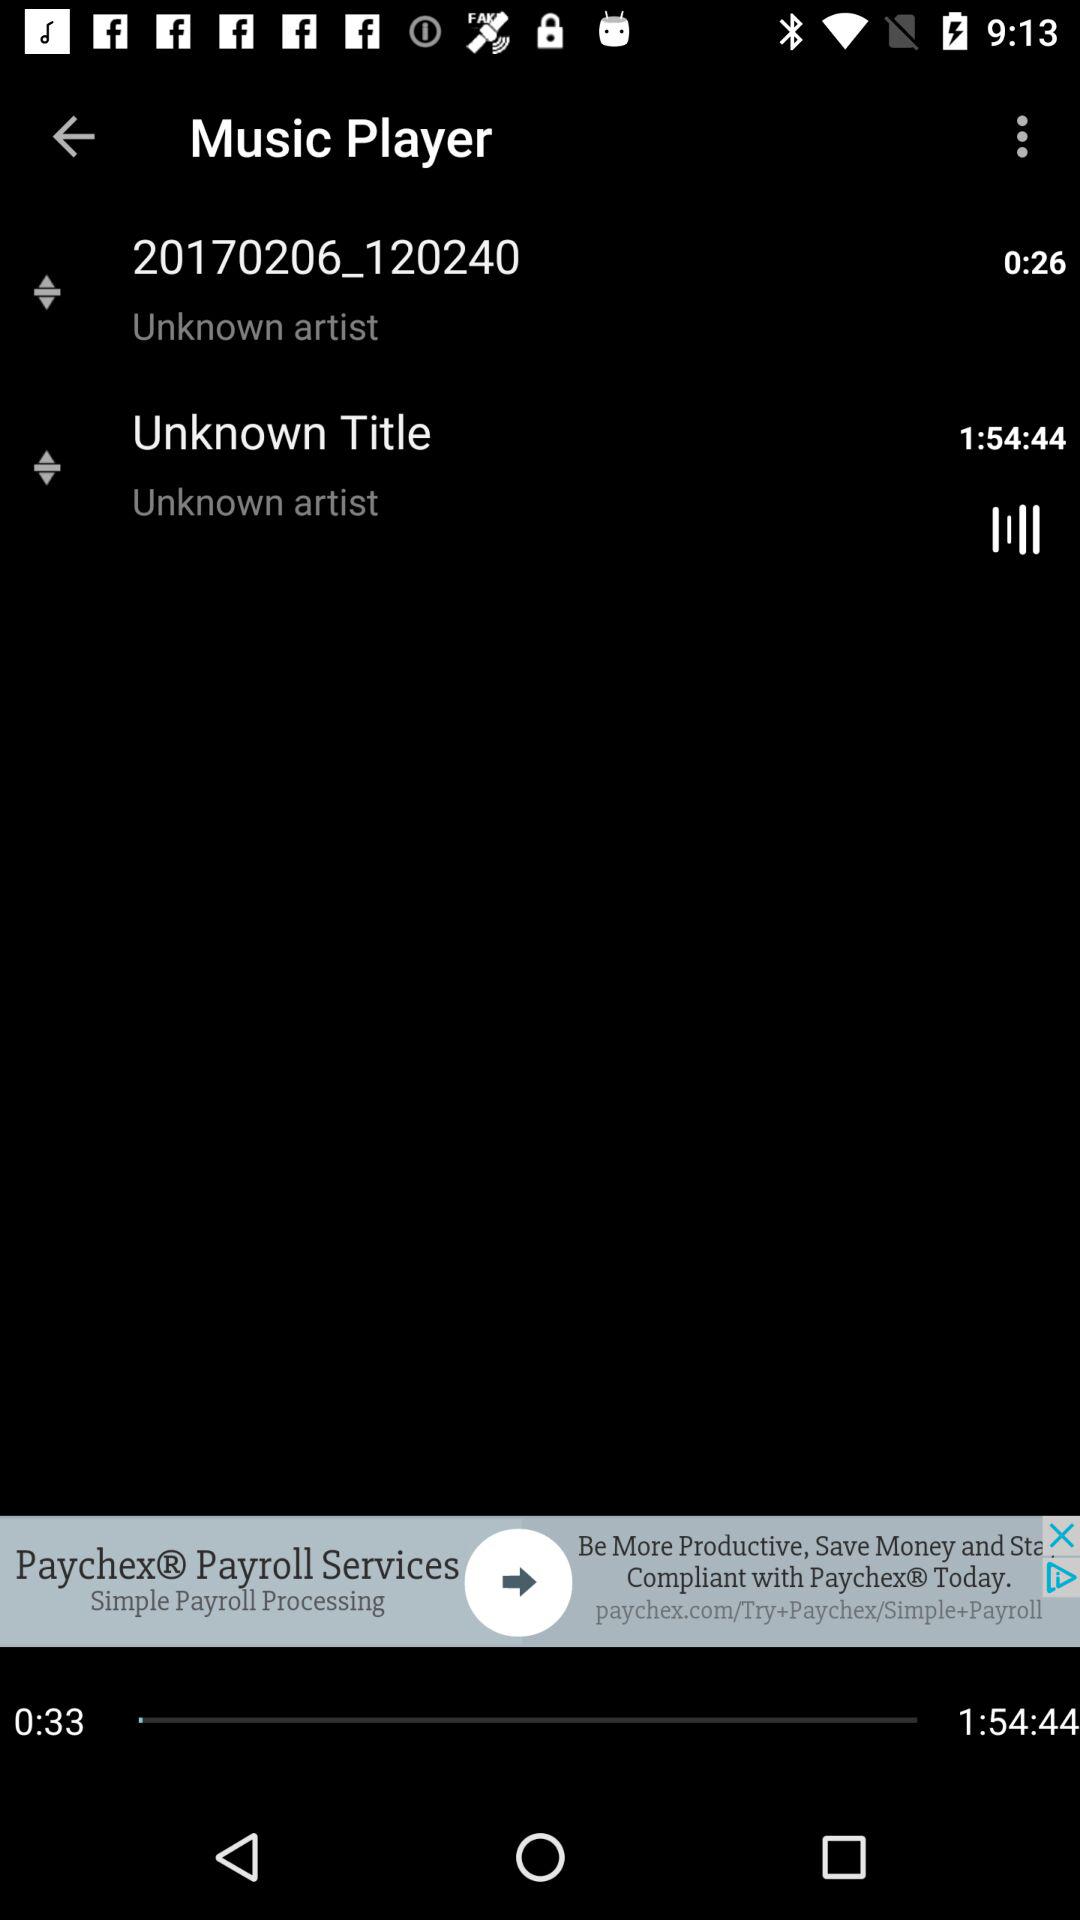 FAKE
9:13
Music Player
20170206_120240
0:26
Unknown artist
Unknown Title
1:54:44
Unknown artist
Paychex® Payroll Services
Simple Payroll Processing
Be More Productive, Save Money and Sta
Compliant with Paychex® Today.
paychex.com/Try+Paychex/Simple+Payroll
0:33
1:54:44